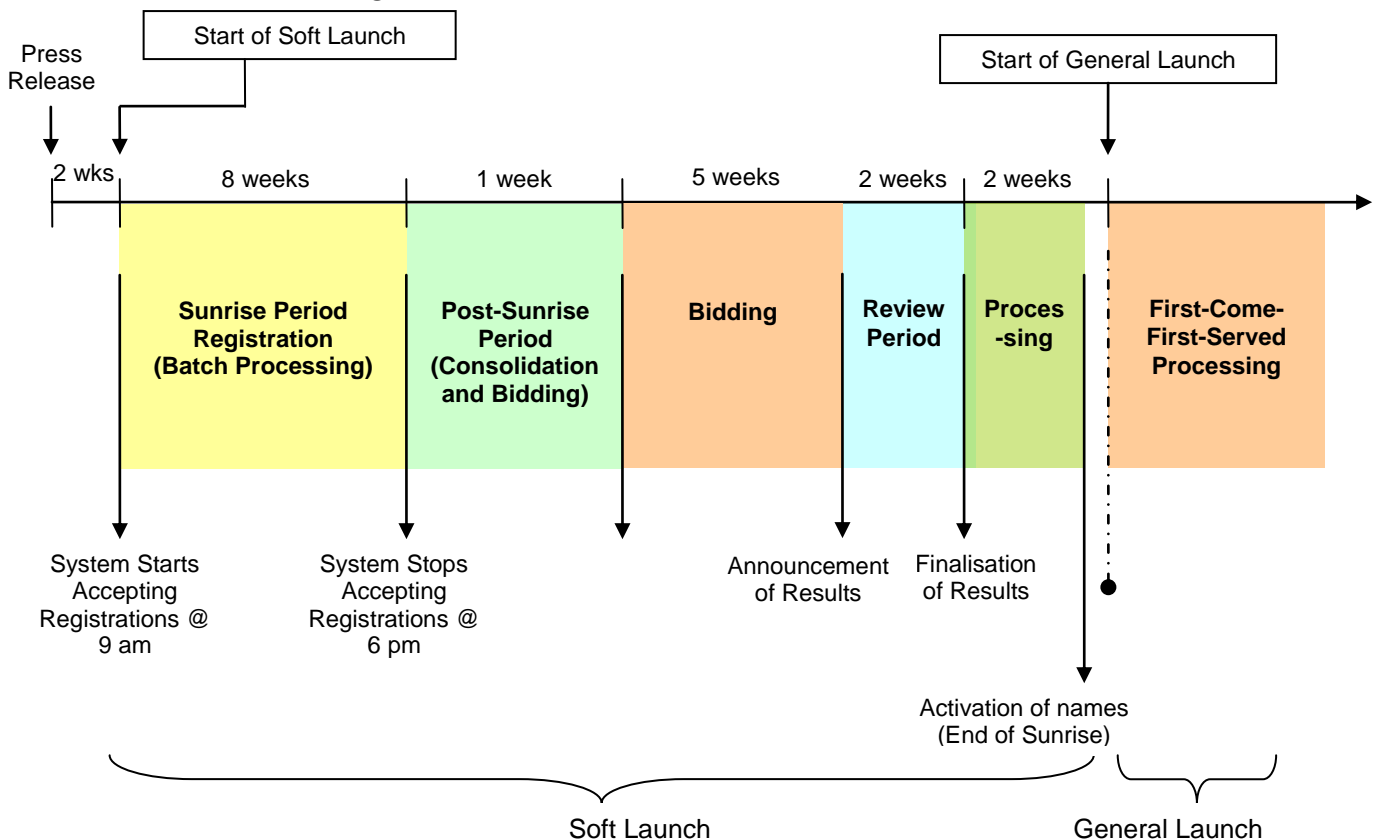 Start of Soft Launch
Press
Release
Start of General Launch
2 wks
8 weeks
1 week
5 weeks
2 weeks
2 weeks
Sunrise Period
Registration
(Batch Processing)
Post-Sunrise
Period
(Consolidation
and Bidding)
Bidding
Review
Period
Proces
-sing
First-Come-
First-Served
Processing
System Starts
Accepting
Registrations @
9 am
System Stops
Accepting
Registrations @
6 pm
Announcement
of Results
Finalisation
of Results
Activation of names
(End of Sunrise)
Soft Launch
General Launch